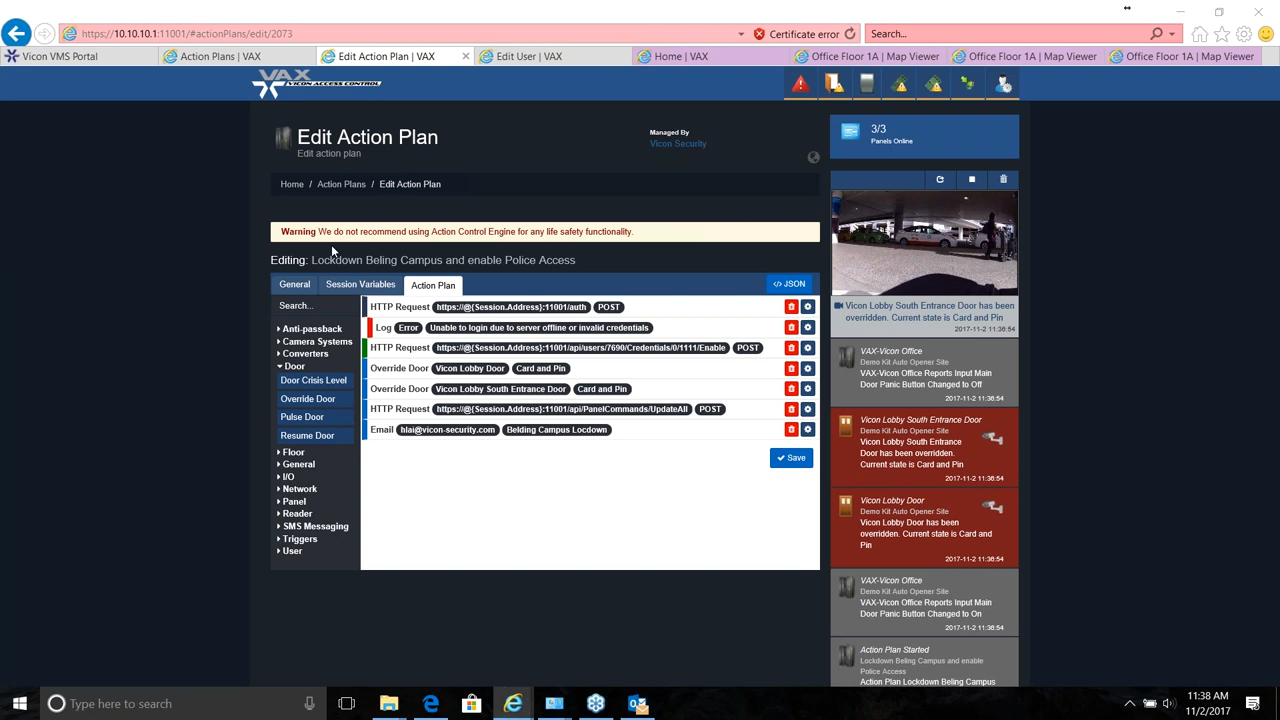 https://10.10.10.1:11001/#actionPlans/edit/2073
Certificate error
Search...
Vicon VMS Portal
Action Plans | VAX
Edit Action Plan | VAX
Edit User | VAX
Home | VAX
Office Floor 1A | Map Viewer
Office Floor 1A | Map Viewer
Office Floor 1A | Map Viewer
VAX
VICON ACCESS CONTROL
Edit Action Plan
Edit action plan
Managed By
Vicon Security
Home / Action Plans / Edit Action Plan
Warning We do not recommend using Action Control Engine for any life safety functionality.
Editing: Lockdown Beling Campus and enable Police Access
General
Session Variables
Action Plan
</> JSON
Search...
Anti-passback
Camera Systems
Converters
Door
Door Crisis Level
Override Door
Pulse Door
Resume Door
Floor
General
I/O
Network
Panel
Reader
SMS Messaging
Triggers
User
HTTP Request https://@{Session.Address}:11001/auth POST
Log Error Unable to login due to server offline or invalid credentials
HTTP Request https://@{Session.Address}:11001/api/users/7690/Credentials/0/1111/Enable POST
Override Door Vicon Lobby Door Card and Pin
Override Door Vicon Lobby South Entrance Door Card and Pin
HTTP Request https://@{Session.Address}:11001/api/PanelCommands/UpdateAll POST
Email hlai@vicon-security.com Belding Campus Locdown
Save
3/3
Panels Online
Vicon Lobby South Entrance Door has been
overridden. Current state is Card and Pin
2017-11-2 11:36:54
VAX-Vicon Office
Demo Kit Auto Opener Site
VAX-Vicon Office Reports Input Main
Door Panic Button Changed to Off
2017-11-2 11:36:54
Vicon Lobby South Entrance Door
Demo Kit Auto Opener Site
Vicon Lobby South Entrance
Door has been overridden.
Current state is Card and Pin
2017-11-2 11:36:54
Vicon Lobby Door
Demo Kit Auto Opener Site
Vicon Lobby Door has been
overridden. Current state is Card and
Pin
2017-11-2 11:36:54
VAX-Vicon Office
Demo Kit Auto Opener Site
VAX-Vicon Office Reports Input Main
Door Panic Button Changed to On
2017-11-2 11:36:54
Action Plan Started
Lockdown Beling Campus and enable
Police Access
Action Plan Lockdown Beling Campus
Type here to search
11:38 AM
11/2/2017